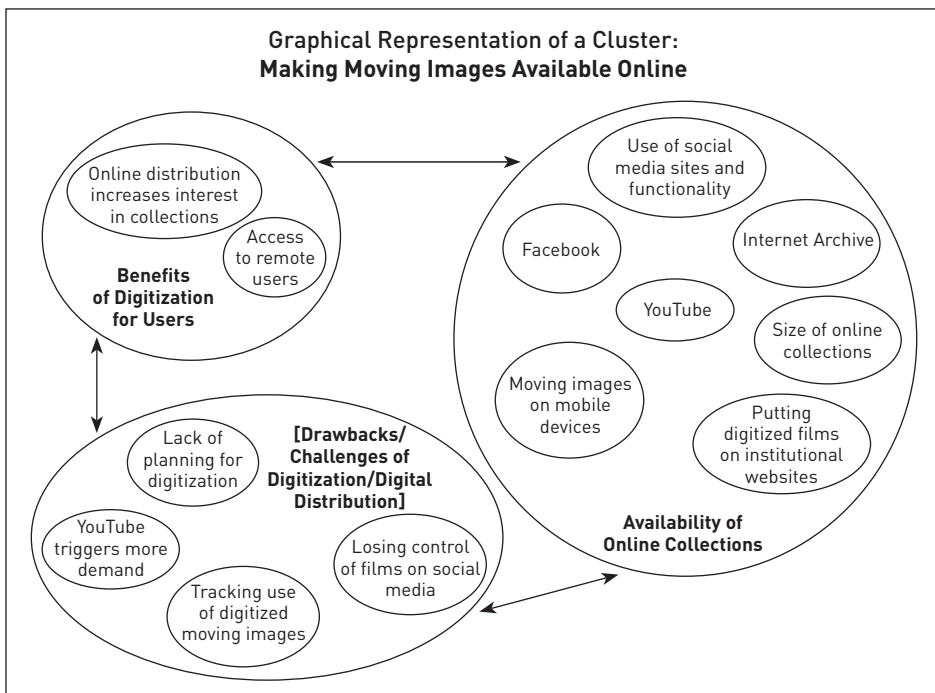 Graphical Representation of a Cluster:
Making Moving Images Available Online
Online distribution
increases interest
in collections
Access
to remote
users
Benefits
of Digitization
for Users
Use of social
media sites and
functionality
Facebook
Internet Archive
YouTube
Size of online
collections
Moving images
on mobile
devices
Putting
digitized films
on institutional
websites
Availability of
Online Collections
Lack of
planning for
digitization
[Drawbacks/
Challenges of
Digitization/Digital
Distribution]
YouTube
triggers more
demand
Losing control
of films on social
media
Tracking use
of digitized
moving images